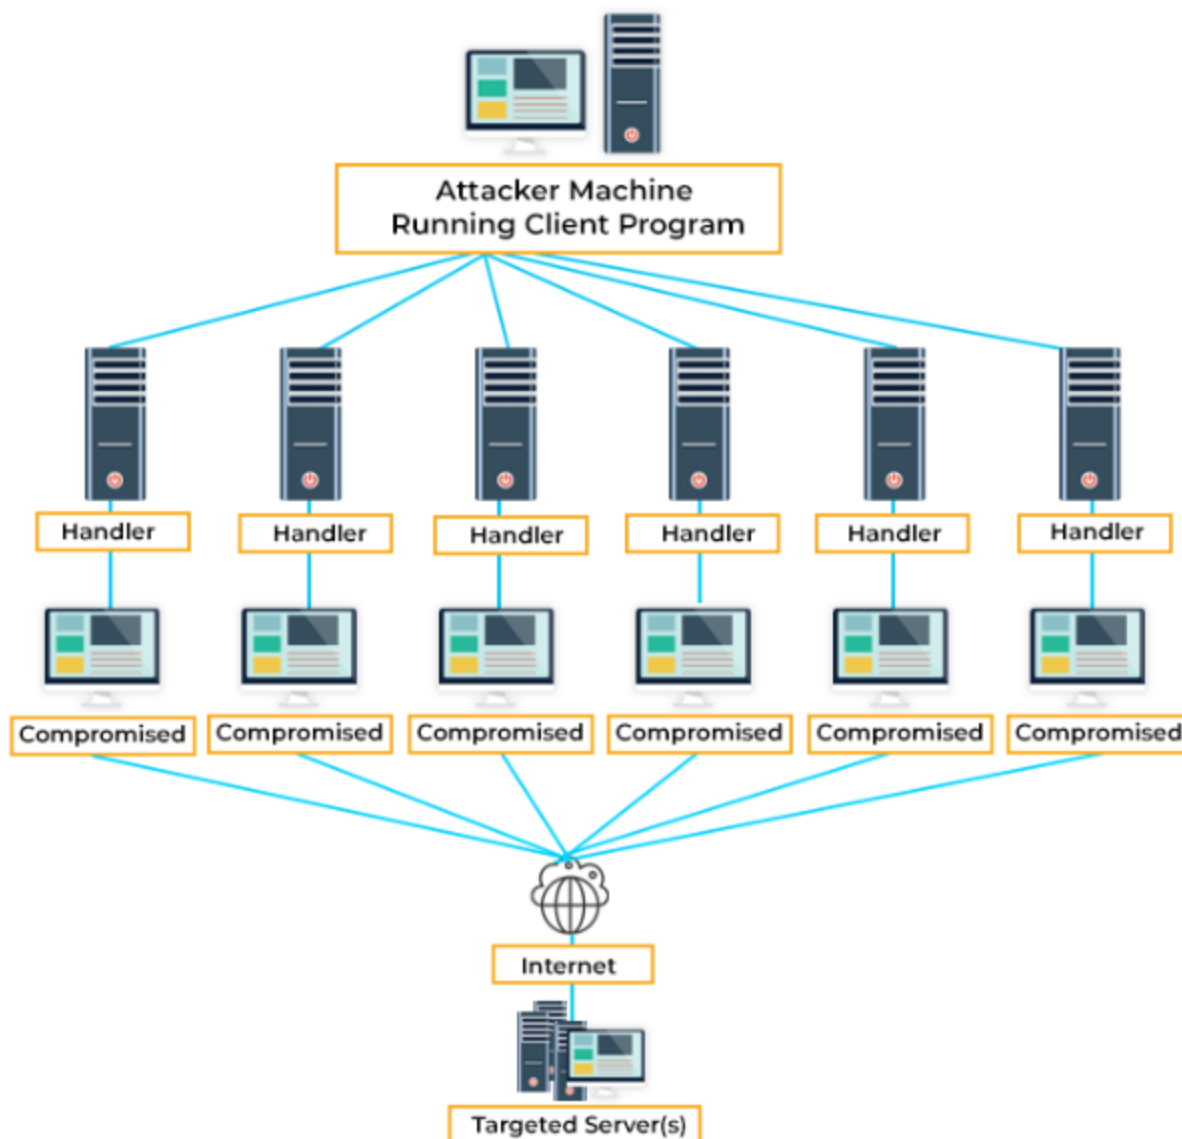 Attacker Machine
Running Client Program
Handler
Handler
Handler
Handler
Handler
Handler
Compromised
Compromised
Compromised
Compromised
Compromised
Compromised
Internet
Targeted Server(s)